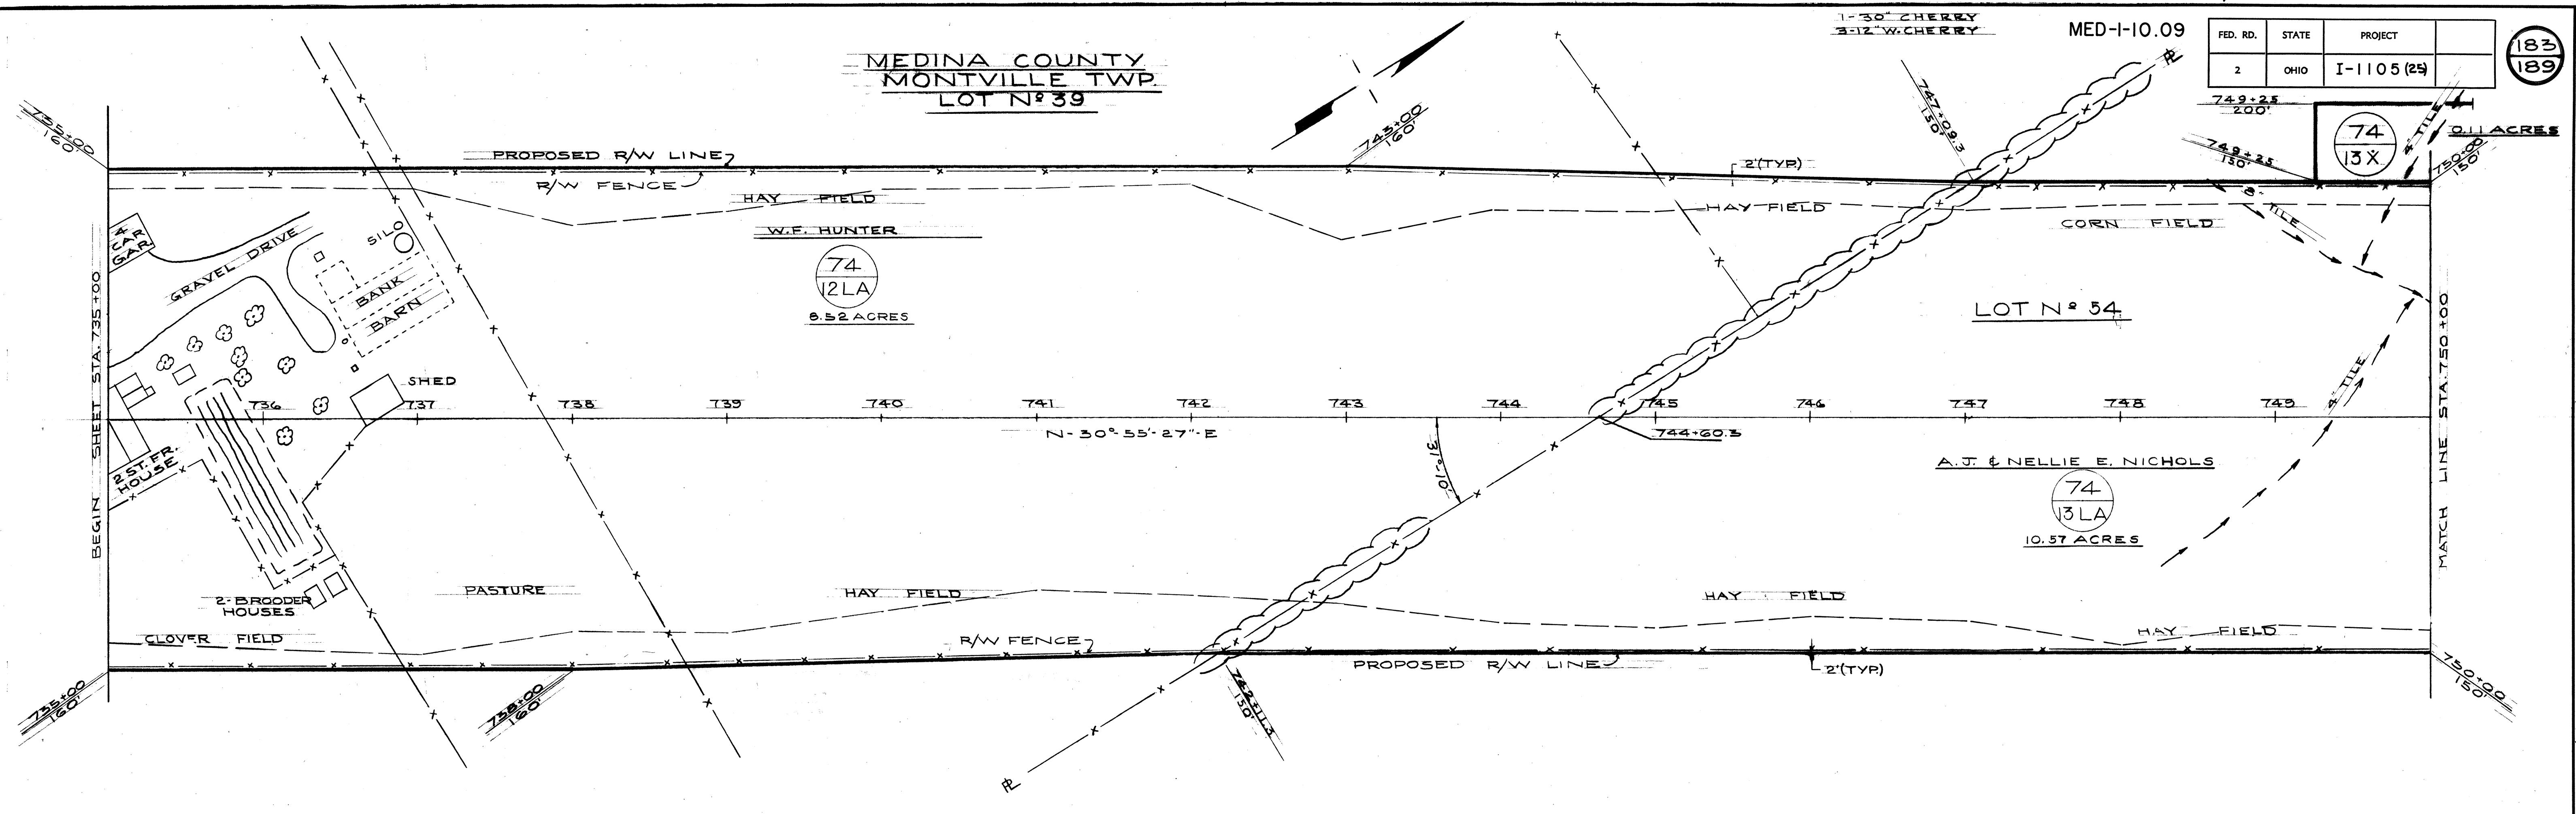 1-30" CHERRY
3-12" W. CHERRY
MED-1-10.09
FED. RD. STATE PROJECT
2 OHIO I-1105 (25)
183
189
MEDINA COUNTY
MONTVILLE TWP.
LOT Nº 39
735+00
160'
743+00
160'
747+09.3
150'
749+25
200'
749+25
150'
750+00
150'
74
13 X
0.11 ACRES
4" TILE
PROPOSED R/W LINE
R/W FENCE
2'(TYP.)
HAY FIELD
HAY FIELD
CORN FIELD
8" TILE
4
CAR
GAR.
GRAVEL DRIVE
SILO
BANK
BARN
W.F. HUNTER
74
12 LA
8.52 ACRES
LOT Nº 54
BEGIN SHEET STA. 735+00
MATCH LINE STA. 750+00
4" TILE
SHED
736 737 738 739 740 741 742 743 744 745 746 747 748 749
N-30°-55'-27"-E
744+60.3
31°-10'
2 ST. FR.
HOUSE
A.J. & NELLIE E. NICHOLS
74
13 LA
10.57 ACRES
2-BROODER
HOUSES
PASTURE
HAY FIELD
HAY FIELD
CLOVER FIELD
R/W FENCE
HAY FIELD
PROPOSED R/W LINE
2'(TYP.)
735+00
160'
738+00
160'
742+11.3
150'
750+00
150'